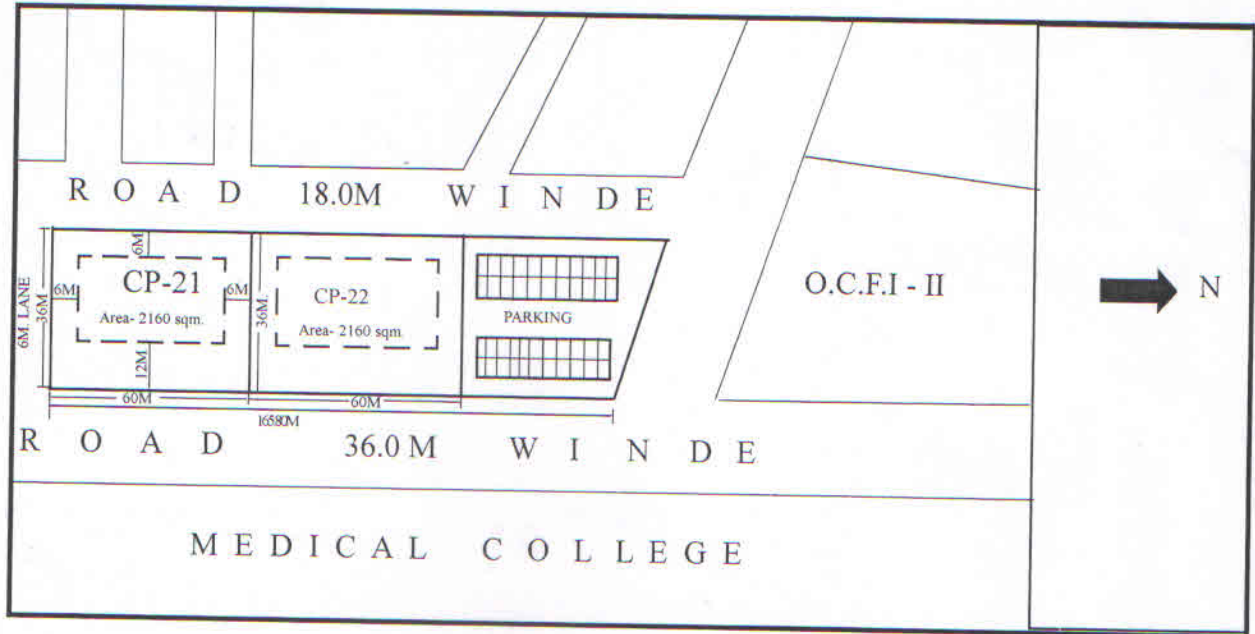 ROAD 18.0M WINDE
6M. LANE
36M
6M
6M
CP-21
6M
Area- 2160 sqm.
12M
36M.
CP-22
Area- 2160 sqm.
PARKING
O.C.F.I - II
N
60M
60M
16580M
ROAD 36.0 M WINDE
MEDICAL COLLEGE